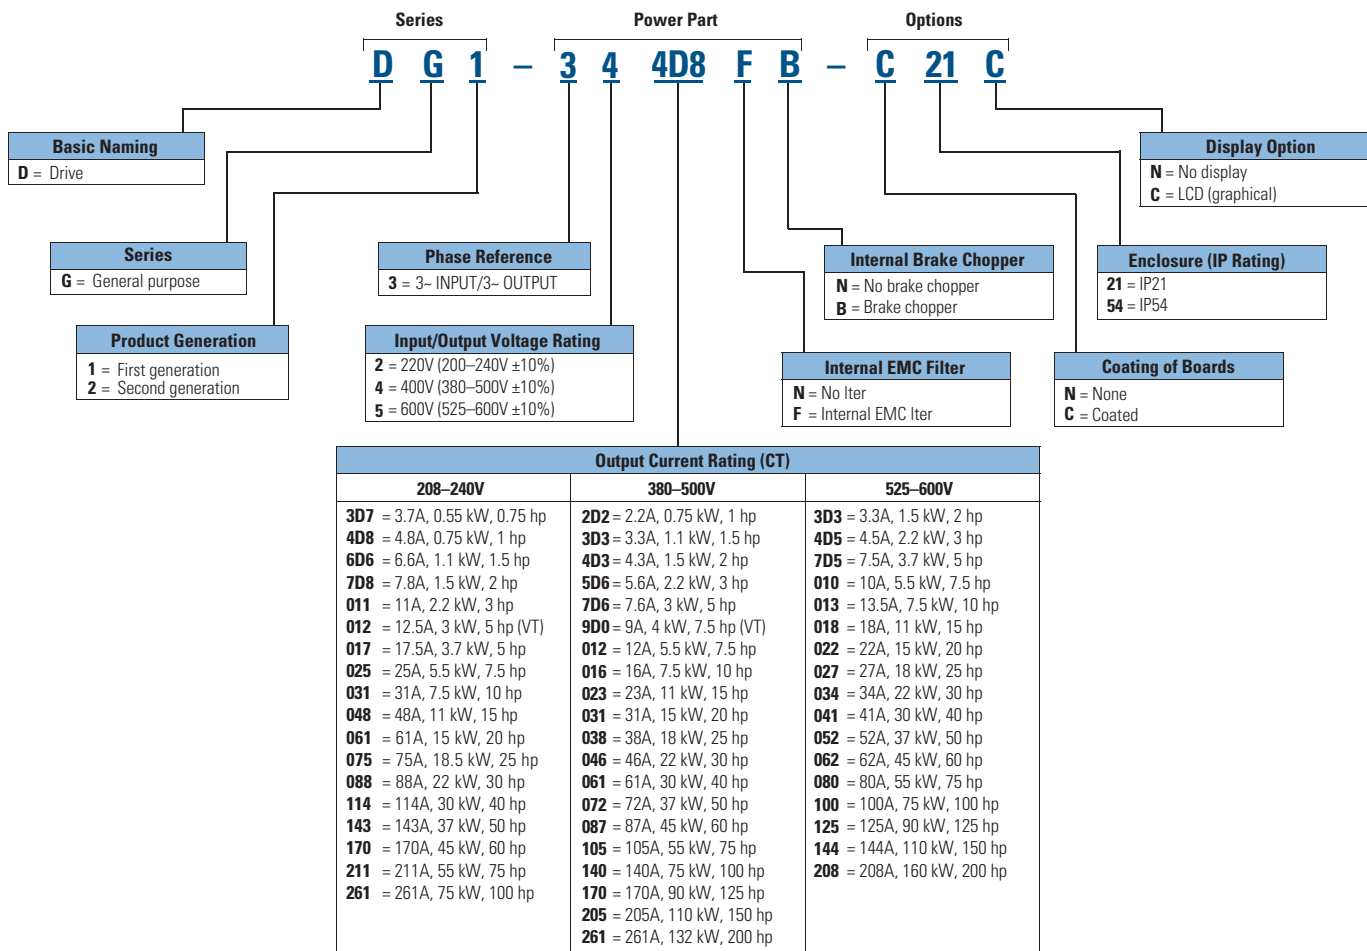 Series Power Part Options
D G 1 – 3 4 4D8 F B – C 21 C
Basic Naming
D = Drive
Display Option
N = No display
C = LCD (graphical)
Series
G = General purpose
Phase Reference
3 = 3~ INPUT/3~ OUTPUT
Internal Brake Chopper
N = No brake chopper
B = Brake chopper
Enclosure (IP Rating)
21 = IP21
54 = IP54
Product Generation
1 = First generation
2 = Second generation
Input/Output Voltage Rating
2 = 220V (200–240V ±10%)
4 = 400V (380–500V ±10%)
5 = 600V (525–600V ±10%)
Internal EMC Filter
N = No lter
F = Internal EMC lter
Coating of Boards
N = None
C = Coated
Output Current Rating (CT)
208–240V
3D7 = 3.7A, 0.55 kW, 0.75 hp
4D8 = 4.8A, 0.75 kW, 1 hp
6D6 = 6.6A, 1.1 kW, 1.5 hp
7D8 = 7.8A, 1.5 kW, 2 hp
011 = 11A, 2.2 kW, 3 hp
012 = 12.5A, 3 kW, 5 hp (VT)
017 = 17.5A, 3.7 kW, 5 hp
025 = 25A, 5.5 kW, 7.5 hp
031 = 31A, 7.5 kW, 10 hp
048 = 48A, 11 kW, 15 hp
061 = 61A, 15 kW, 20 hp
075 = 75A, 18.5 kW, 25 hp
088 = 88A, 22 kW, 30 hp
114 = 114A, 30 kW, 40 hp
143 = 143A, 37 kW, 50 hp
170 = 170A, 45 kW, 60 hp
211 = 211A, 55 kW, 75 hp
261 = 261A, 75 kW, 100 hp
380–500V
2D2 = 2.2A, 0.75 kW, 1 hp
3D3 = 3.3A, 1.1 kW, 1.5 hp
4D3 = 4.3A, 1.5 kW, 2 hp
5D6 = 5.6A, 2.2 kW, 3 hp
7D6 = 7.6A, 3 kW, 5 hp
9D0 = 9A, 4 kW, 7.5 hp (VT)
012 = 12A, 5.5 kW, 7.5 hp
016 = 16A, 7.5 kW, 10 hp
023 = 23A, 11 kW, 15 hp
031 = 31A, 15 kW, 20 hp
038 = 38A, 18 kW, 25 hp
046 = 46A, 22 kW, 30 hp
061 = 61A, 30 kW, 40 hp
072 = 72A, 37 kW, 50 hp
087 = 87A, 45 kW, 60 hp
105 = 105A, 55 kW, 75 hp
140 = 140A, 75 kW, 100 hp
170 = 170A, 90 kW, 125 hp
205 = 205A, 110 kW, 150 hp
261 = 261A, 132 kW, 200 hp
525–600V
3D3 = 3.3A, 1.5 kW, 2 hp
4D5 = 4.5A, 2.2 kW, 3 hp
7D5 = 7.5A, 3.7 kW, 5 hp
010 = 10A, 5.5 kW, 7.5 hp
013 = 13.5A, 7.5 kW, 10 hp
018 = 18A, 11 kW, 15 hp
022 = 22A, 15 kW, 20 hp
027 = 27A, 18 kW, 25 hp
034 = 34A, 22 kW, 30 hp
041 = 41A, 30 kW, 40 hp
052 = 52A, 37 kW, 50 hp
062 = 62A, 45 kW, 60 hp
080 = 80A, 55 kW, 75 hp
100 = 100A, 75 kW, 100 hp
125 = 125A, 90 kW, 125 hp
144 = 144A, 110 kW, 150 hp
208 = 208A, 160 kW, 200 hp